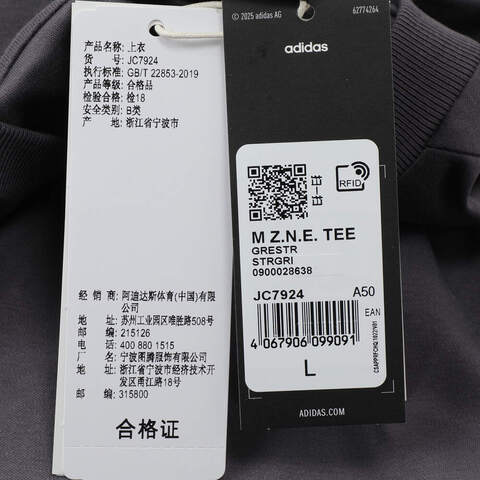 产品名称: 上衣
货 号: JC7924
执行标准: GB/T 22853-2019
产品等级: 合格品
检验合格: 检18
安全类别: B类
产 地: 浙江省宁波市
经 销 商: 阿迪达斯体育(中国)有限
公司
地 址: 苏州工业园区唯胜路508号
邮 编: 215126
电 话: 400 880 1515
厂 名: 宁波图腾服饰有限公司
地 址: 浙江省宁波市经济技术开
发区甬江路18号
邮 编: 315800
合格证
© 2025 adidas AG 62774264
adidas
RFID
M Z.N.E. TEE
GRESTR
STRGRI
0900028638
JC7924 A50
EAN
4 067906 099091
L
ADIDAS.COM